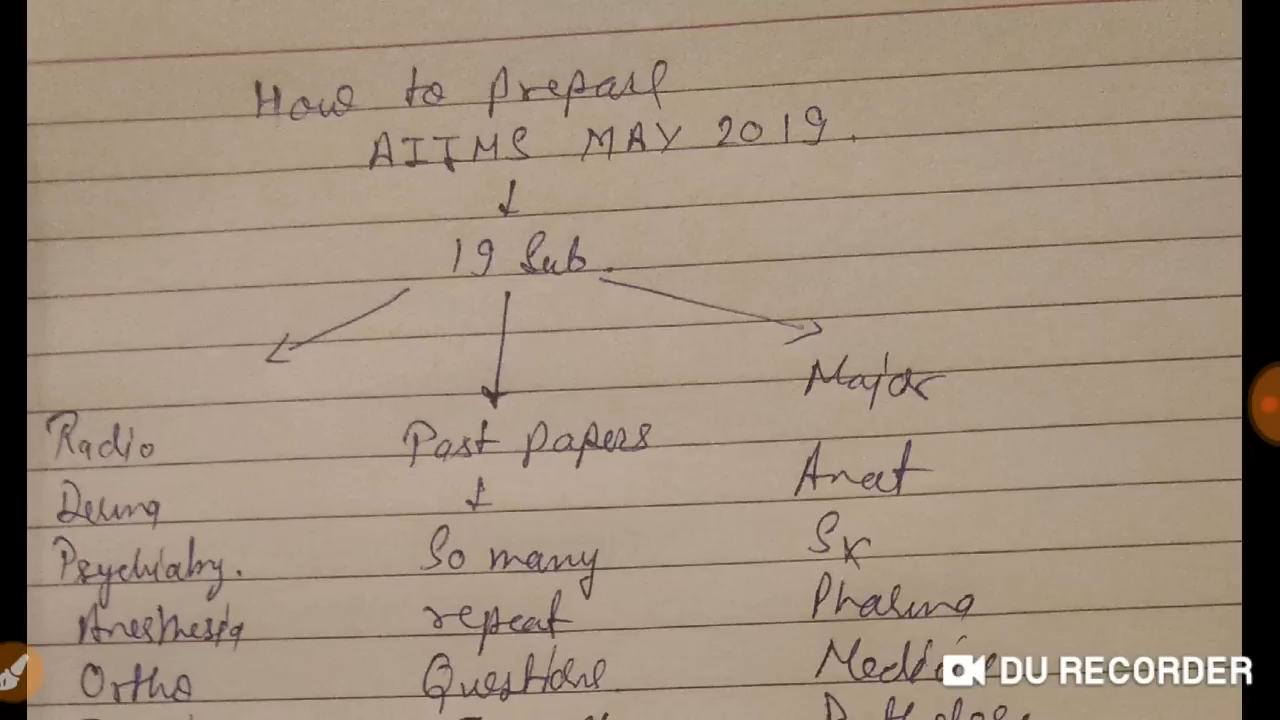 How to prepare
AIIMS MAY 2019.
19 Sub.
Radio
Derma
Psychiatry.
Anesthesia
Ortho
Past papers
So many
repeat
Questions
Major
Anat
Sx
Pharma
Medicine
DU RECORDER